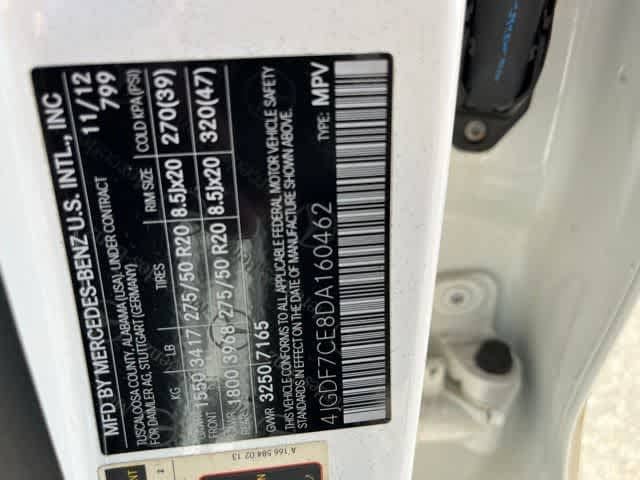 MFD BY MERCEDES-BENZ U.S. INTL., INC 11/12
TUSCALOOSA COUNTY, ALABAMA (USA), UNDER CONTRACT 799
FOR DAIMLER AG, STUTTGART (GERMANY)
KG LB TIRES RIM SIZE COLD KPA (PSI)
GAWR FRONT 1550 3417 275/50 R20 8.5Jx20 270(39)
GAWR REAR 1800 3968 275/50 R20 8.5Jx20 320(47)
GVWR 3250 7165
THIS VEHICLE CONFORMS TO ALL APPLICABLE FEDERAL MOTOR VEHICLE SAFETY
STANDARDS IN EFFECT ON THE DATE OF MANUFACTURE SHOWN ABOVE.
4JGDF7CE8DA160462 TYPE: MPV
A 166 584 02 13
2